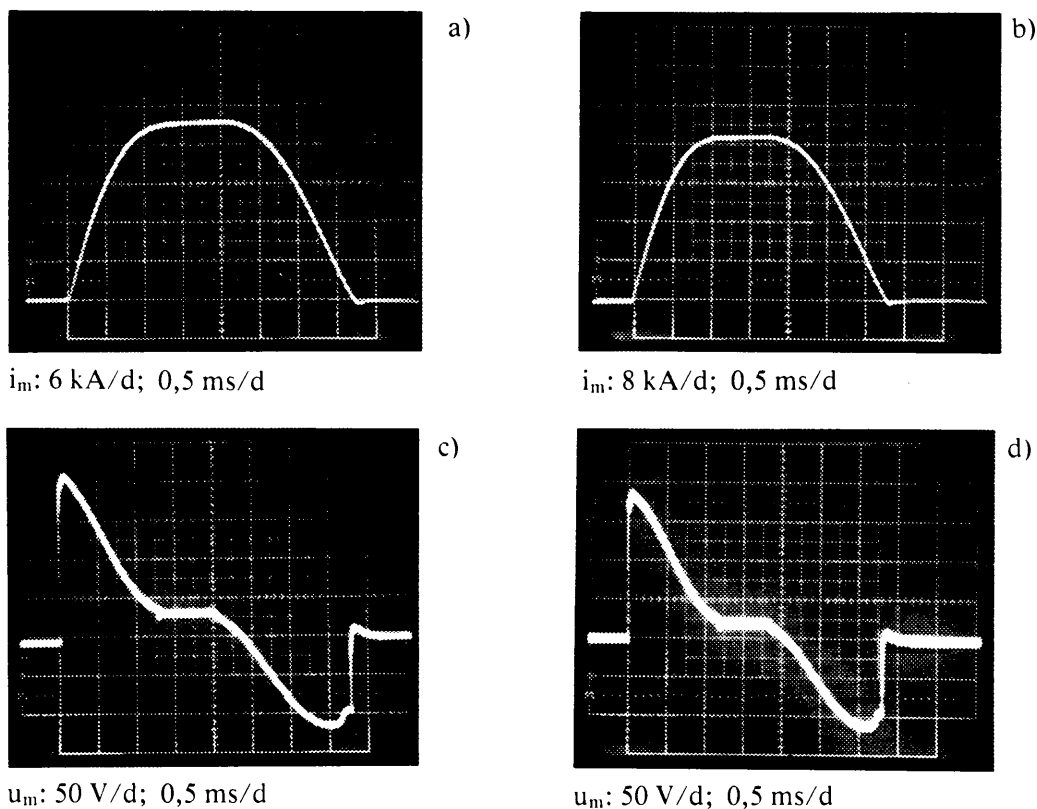 a)
b)
iₘ: 6 kA/d; 0,5 ms/d
iₘ: 8 kA/d; 0,5 ms/d
c)
d)
uₘ: 50 V/d; 0,5 ms/d
uₘ: 50 V/d; 0,5 ms/d